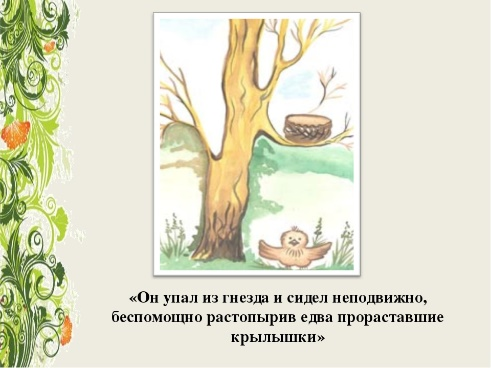 «Он упал из гнезда и сидел неподвижно,
беспомощно растопырив едва прораставшие
крылышки»